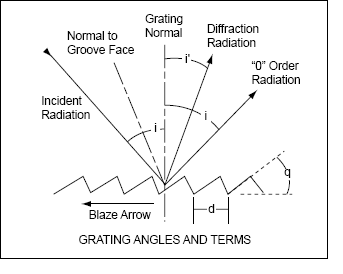 Grating
Normal
Normal to
Groove Face
Diffraction
Radiation
i'
"0" Order
Radiation
Incident
Radiation
i
i
q
d
Blaze Arrow
GRATING ANGLES AND TERMS